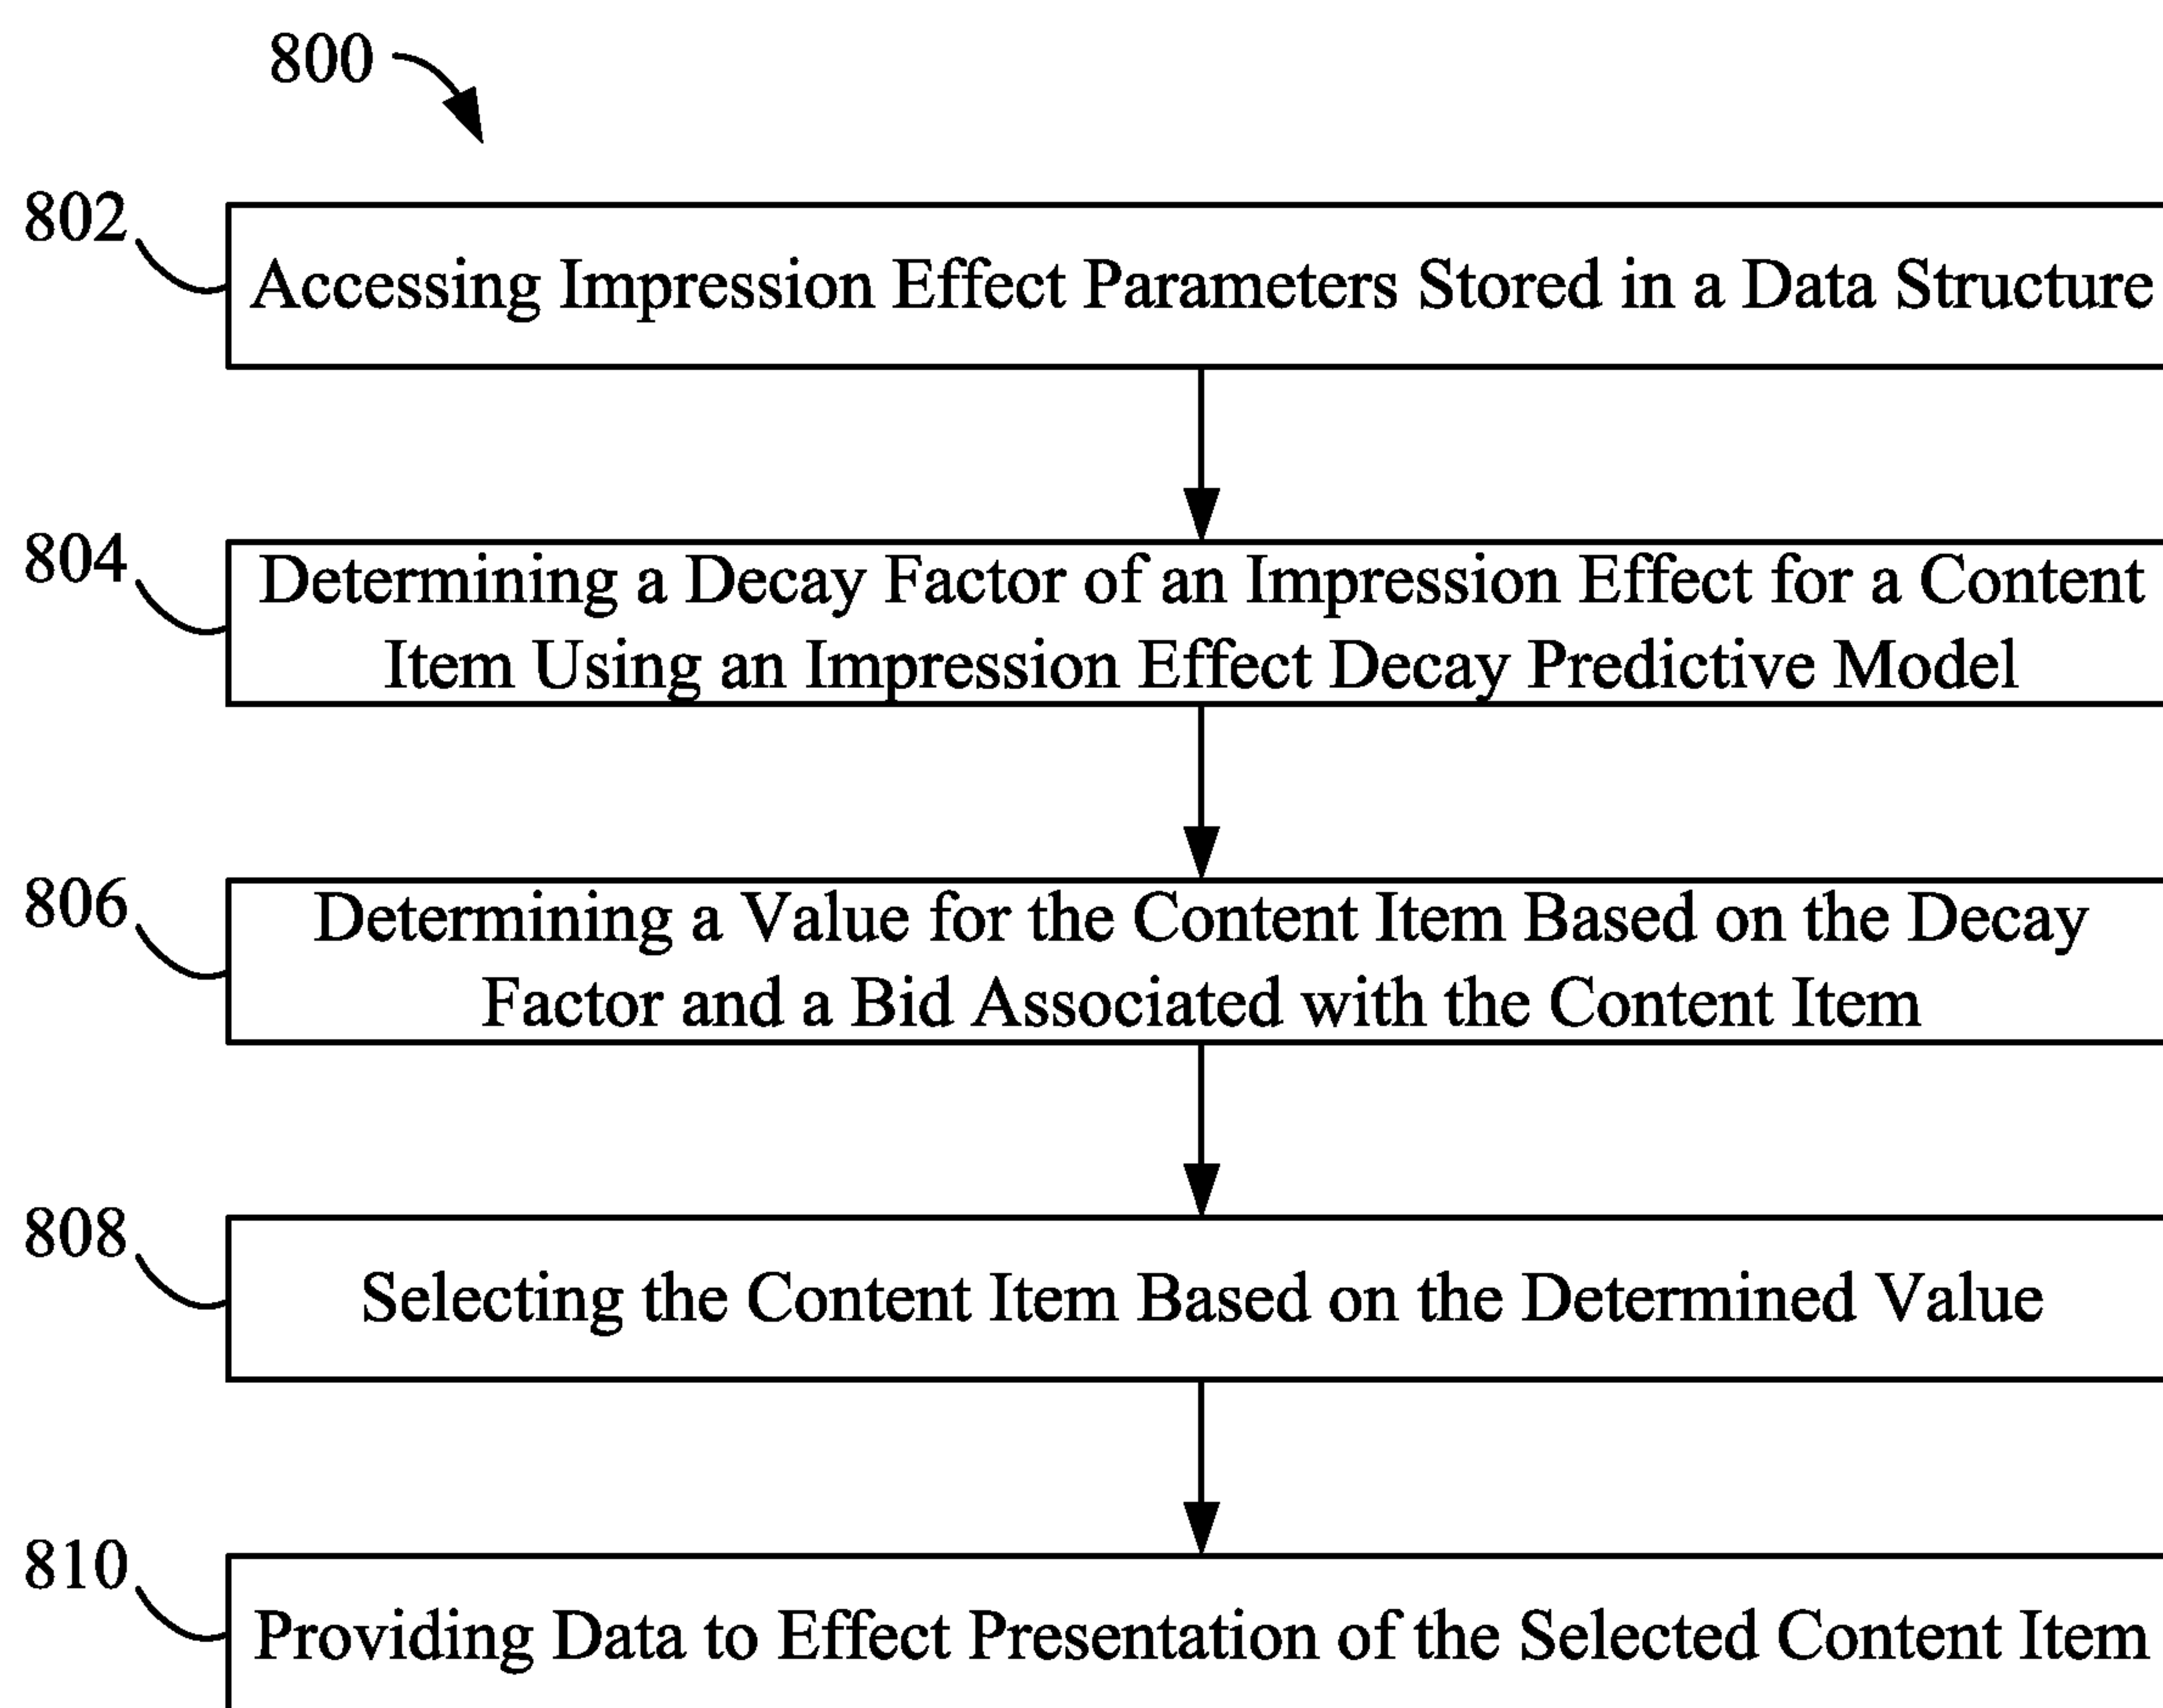 800
802
Accessing Impression Effect Parameters Stored in a Data Structure
804
Determining a Decay Factor of an Impression Effect for a Content
Item Using an Impression Effect Decay Predictive Model
806
Determining a Value for the Content Item Based on the Decay
Factor and a Bid Associated with the Content Item
808
Selecting the Content Item Based on the Determined Value
810
Providing Data to Effect Presentation of the Selected Content Item